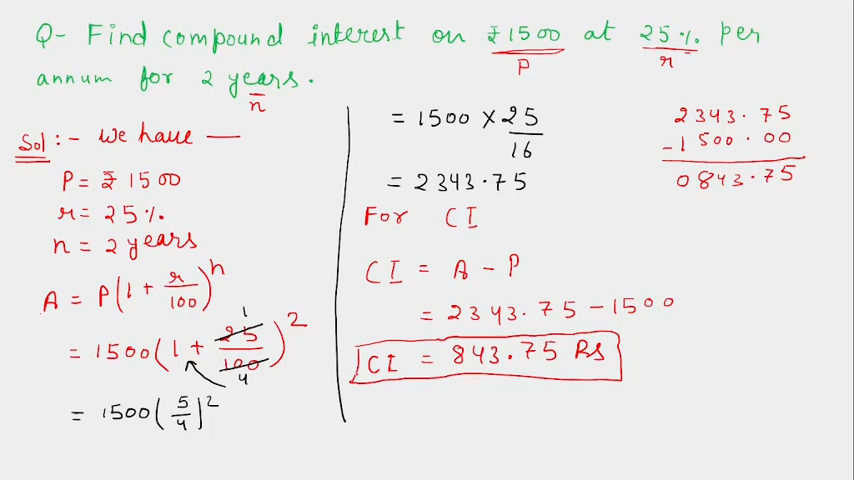 Q- Find compound interest on ₹1500 at 25% per
P
r
annum for 2 years.
n
Sol :- we have —
P = ₹ 1500
r = 25%
n = 2 years
A = P(1 + r/100)^n
= 1500(1 + 25/100)^2
1
4
= 1500(5/4)^2
= 1500 × 25/16
= 2343.75
For CI
CI = A - P
= 2343.75 - 1500
CI = 843.75 Rs
2343.75
-1500.00
0843.75